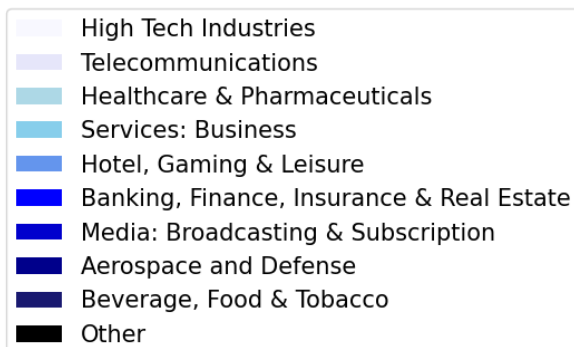 High Tech Industries
Telecommunications
Healthcare & Pharmaceuticals
Services: Business
Hotel, Gaming & Leisure
Banking, Finance, Insurance & Real Estate
Media: Broadcasting & Subscription
Aerospace and Defense
Beverage, Food & Tobacco
Other